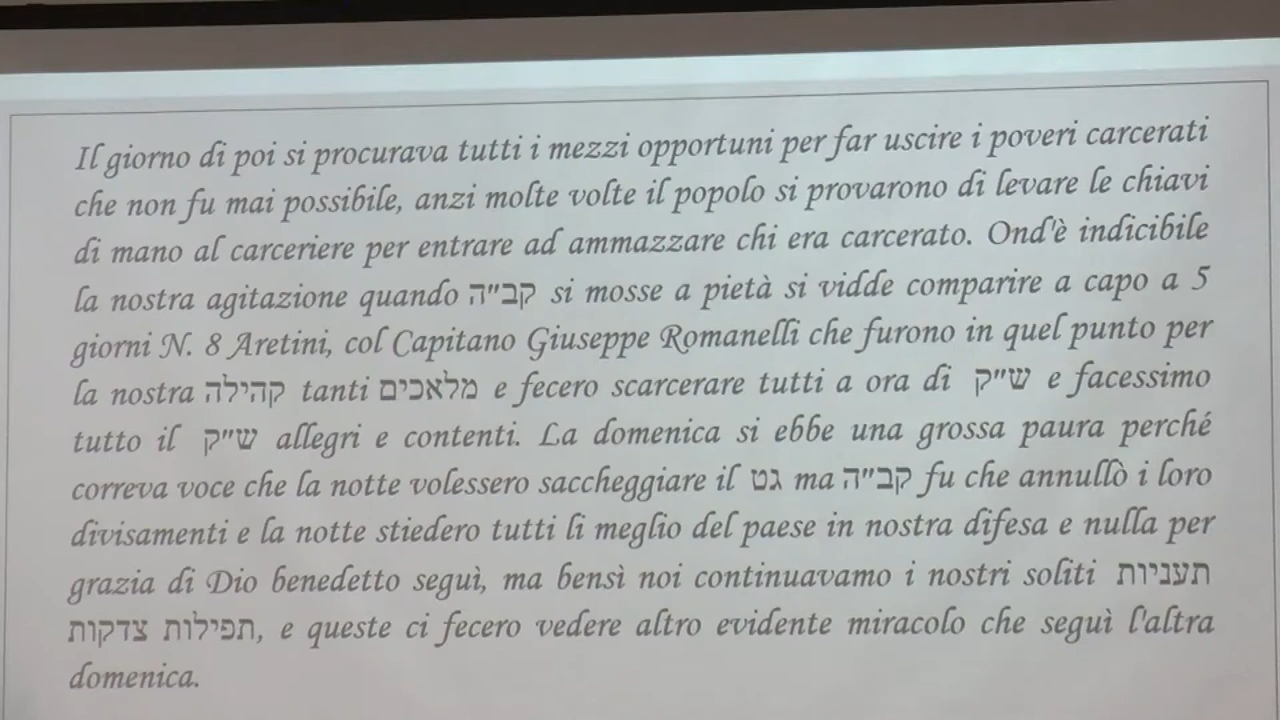 Il giorno di poi si procurava tutti i mezzi opportuni per far uscire i poveri carcerati
che non fu mai possibile, anzi molte volte il popolo si provarono di levare le chiavi
di mano al carceriere per entrare ad ammazzare chi era carcerato. Ond'è indicibile
la nostra agitazione quando קב"ה si mosse a pietà si vidde comparire a capo a 5
giorni N. 8 Aretini, col Capitano Giuseppe Romanelli che furono in quel punto per
la nostra קהילה tanti מלאכים e fecero scarcerare tutti a ora di ש"ק e facessimo
tutto il ש"ק allegri e contenti. La domenica si ebbe una grossa paura perché
correva voce che la notte volessero saccheggiare il גט ma קב"ה fu che annullò i loro
divisamenti e la notte stiedero tutti li meglio del paese in nostra difesa e nulla per
grazia di Dio benedetto seguì, ma bensì noi continuavamo i nostri soliti תעניות
תפילות צדקות, e queste ci fecero vedere altro evidente miracolo che seguì l'altra
domenica.